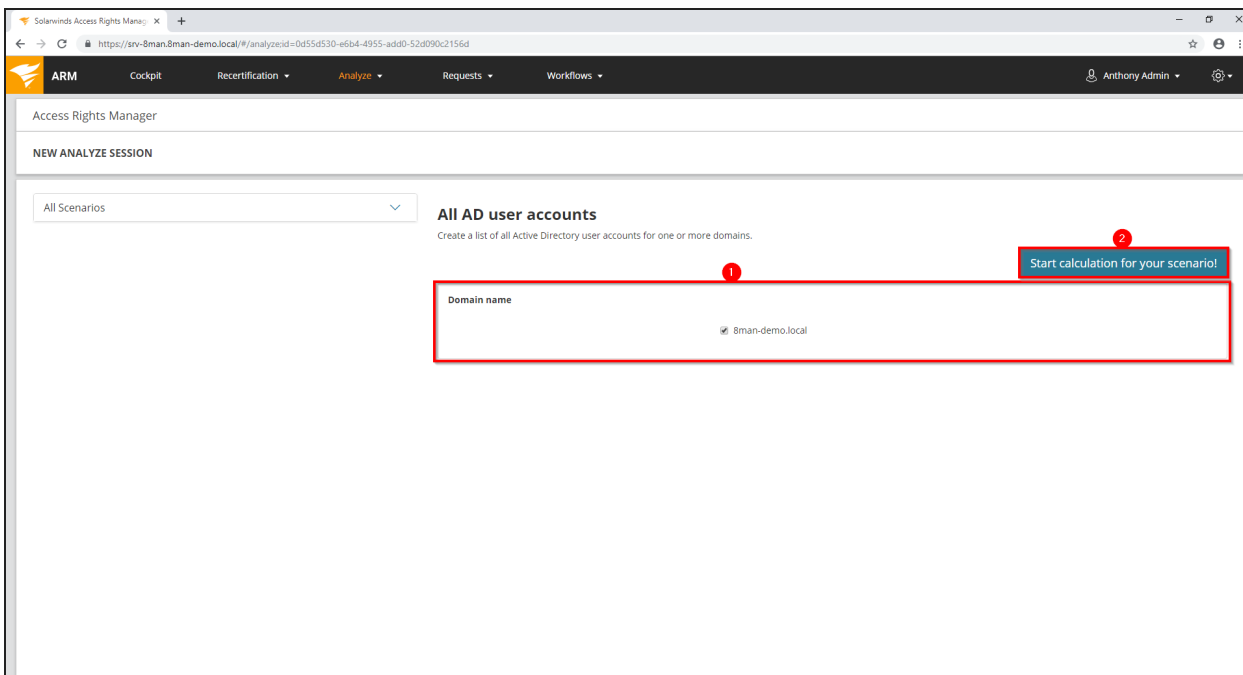 Solarwinds Access Rights Manag
https://srv-8man.8man-demo.local/#/analyze;id=0d55d530-e6b4-4955-add0-52d090c2156d
ARM Cockpit Recertification Analyze Requests Workflows Anthony Admin
Access Rights Manager
NEW ANALYZE SESSION
All Scenarios
All AD user accounts
Create a list of all Active Directory user accounts for one or more domains.
2
Start calculation for your scenario!
1
Domain name
8man-demo.local